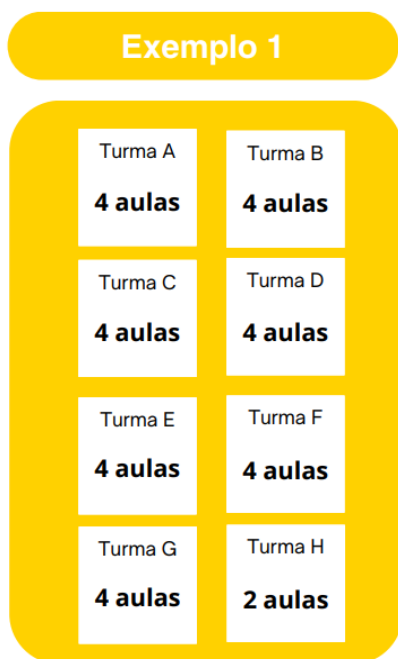 Exemplo 1
Turma A
4 aulas
Turma B
4 aulas
Turma C
4 aulas
Turma D
4 aulas
Turma E
4 aulas
Turma F
4 aulas
Turma G
4 aulas
Turma H
2 aulas